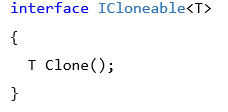 interface ICloneable<T>
{
  T Clone();
}